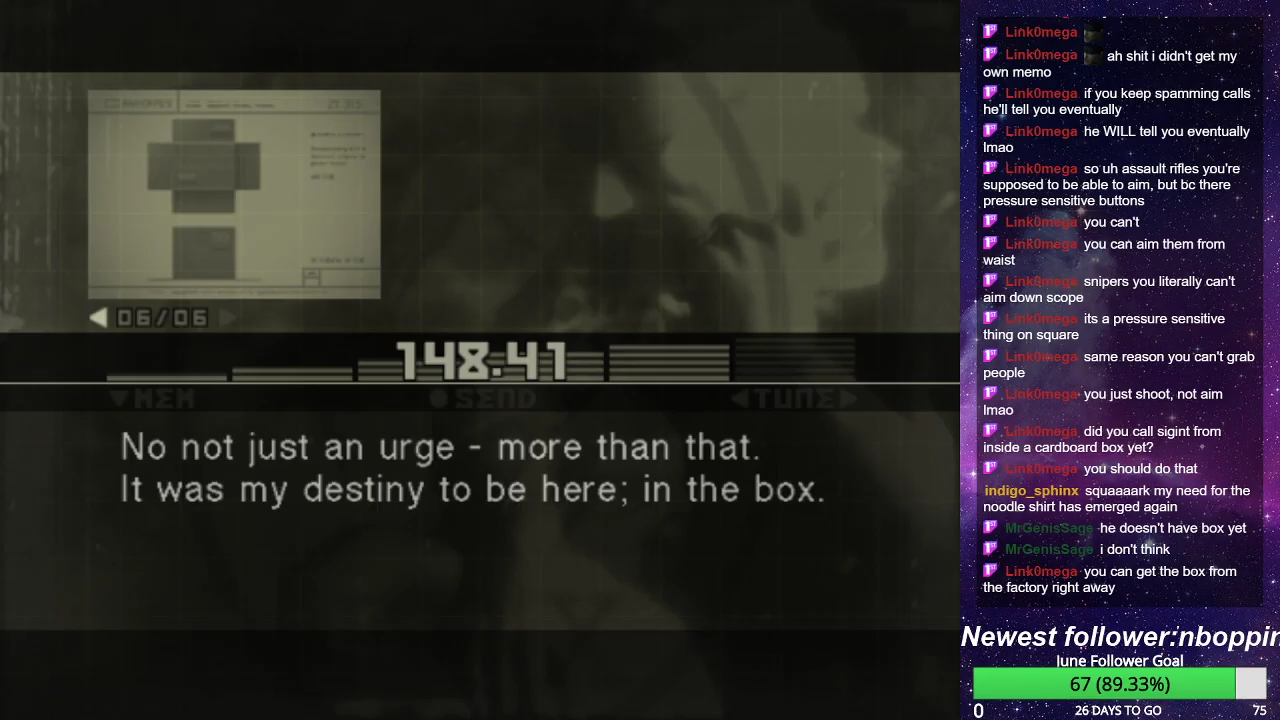 06/06
148.41
MEM
SEND
TUNE
No not just an urge - more than that.
It was my destiny to be here; in the box.
Link0mega
Link0mega ah shit i didn't get my
own memo
Link0mega if you keep spamming calls
he'll tell you eventually
Link0mega he WILL tell you eventually
lmao
Link0mega so uh assault rifles you're
supposed to be able to aim, but bc there
pressure sensitive buttons
Link0mega you can't
Link0mega you can aim them from
waist
Link0mega snipers you literally can't
aim down scope
Link0mega its a pressure sensitive
thing on square
Link0mega same reason you can't grab
people
Link0mega you just shoot, not aim
lmao
Link0mega did you call sigint from
inside a cardboard box yet?
Link0mega you should do that
indigo_sphinx squaaaark my need for the
noodle shirt has emerged again
MrGenisSage he doesn't have box yet
MrGenisSage i don't think
Link0mega you can get the box from
the factory right away
Newest follower:nboppin
June Follower Goal
67 (89.33%)
0 26 DAYS TO GO 75